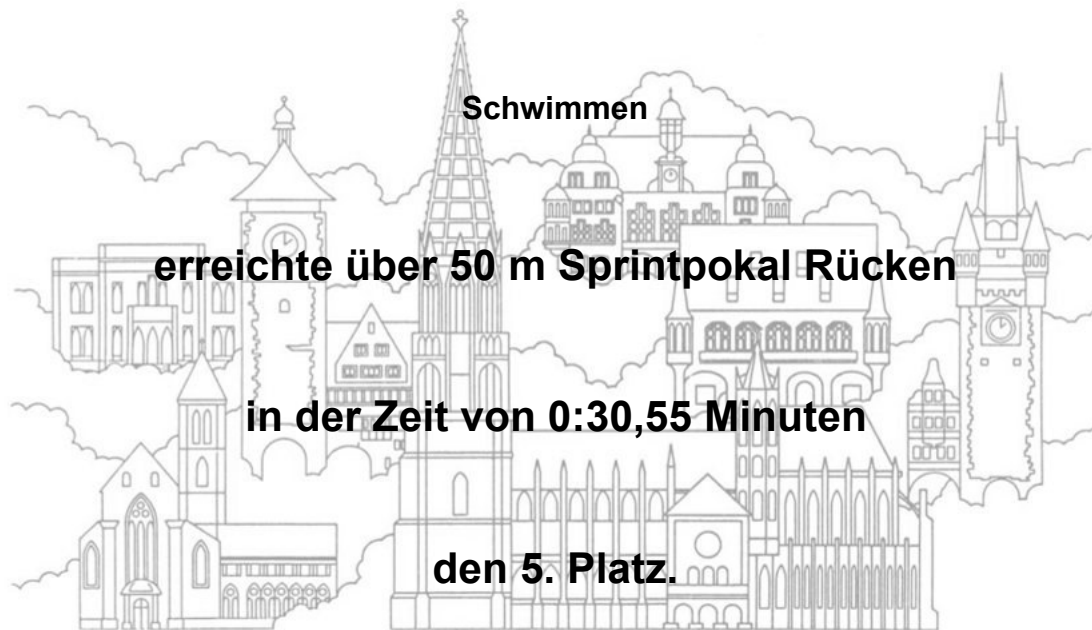 Schwimmen
erreichte über 50 m Sprintpokal Rücken
in der Zeit von 0:30,55 Minuten
den 5. Platz.